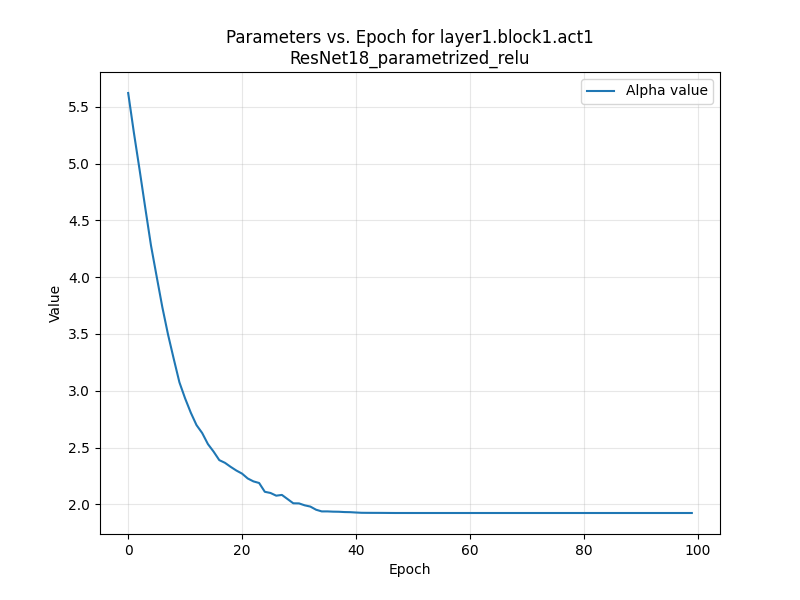 Parameters vs. Epoch for layer1.block1.act1
ResNet18_parametrized_relu
Alpha value
5.5
5.0
4.5
4.0
3.5
3.0
2.5
2.0
Value
0 20 40 60 80 100
Epoch